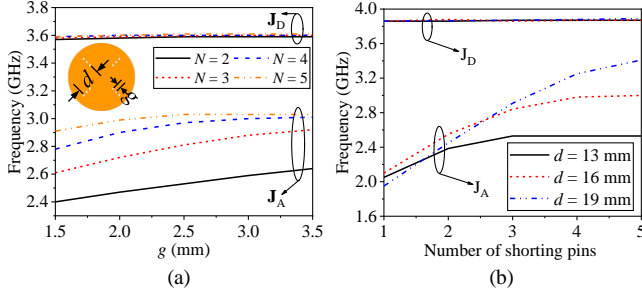 4.0
3.8
3.6
3.4
3.2
3.0
2.8
2.6
2.4
Frequency (GHz)
1.5 2.0 2.5 3.0 3.5
g (mm)
J_D
N = 2 N = 4
N = 3 N = 5
d
g
J_A
(a)
4.0
3.6
3.2
2.8
2.4
2.0
1.6
Frequency (GHz)
1 2 3 4 5
Number of shorting pins
J_D
J_A
d = 13 mm
d = 16 mm
d = 19 mm
(b)